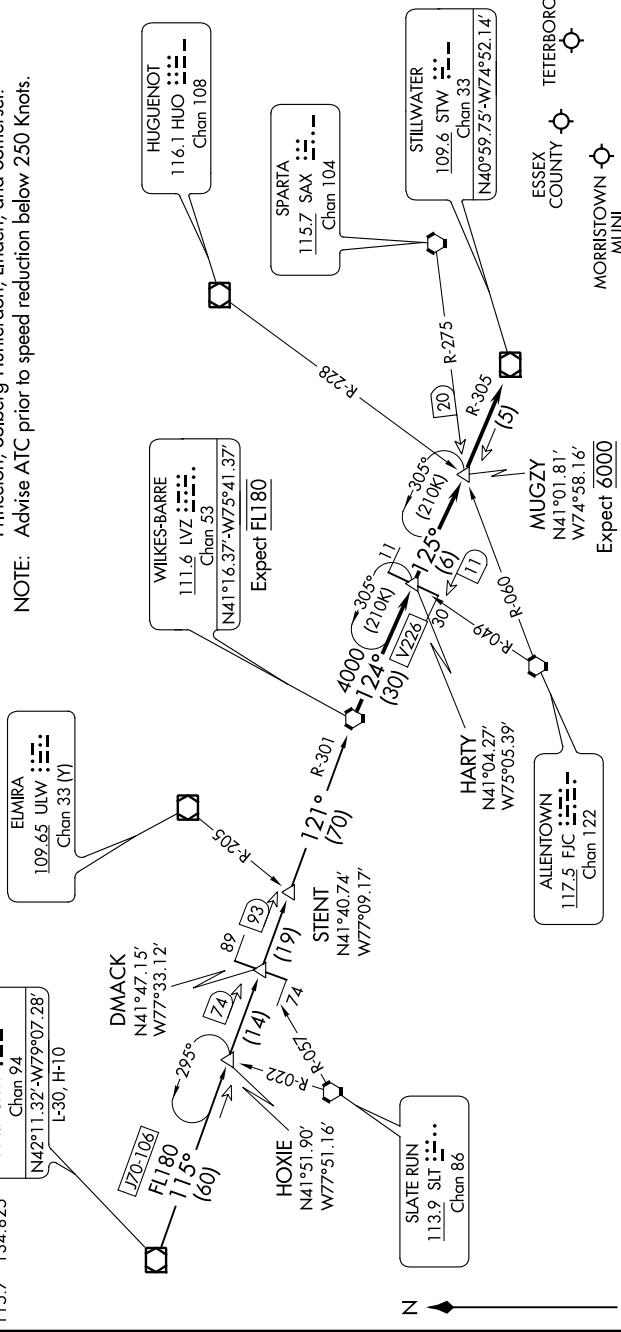 NOTE: Advise ATC prior to speed reduction below 250 Knots.
Chan 94
N42°11.32'-W79°07.28'
L-30, H-10
ELMIRA
109.65 ULW
Chan 33 (Y)
HUGUENOT
116.1 HUO
Chan 108
SPARTA
115.7 SAX
Chan 104
STILLWATER
109.6 STW
Chan 33
N40°59.75'-W74°52.14'
WILKES-BARRE
111.6 LVZ
Chan 53
N41°16.37'-W75°41.37'
Expect FL180
SLATE RUN
113.9 SLT
Chan 86
ALLENTOWN
117.5 FJC
Chan 122
J70-106
FL180
115°
(60)
295°
HOXIE
N41°51.90'
W77°51.16'
R-022
R-057
74
74
(14)
DMACK
N41°47.15'
W77°33.12'
89
93
(19)
R-205
STENT
N41°40.74'
W77°09.17'
121°
(70)
R-301
4000
124°
(30)
V226
305°
(210K)
11
30
HARTY
N41°04.27'
W75°05.39'
R-049
R-060
11
125°
(6)
305°
(210K)
R-228
20
R-275
R-305
(5)
MUGZY
N41°01.81'
W74°58.16'
Expect 6000
ESSEX
COUNTY
MORRISTOWN
N